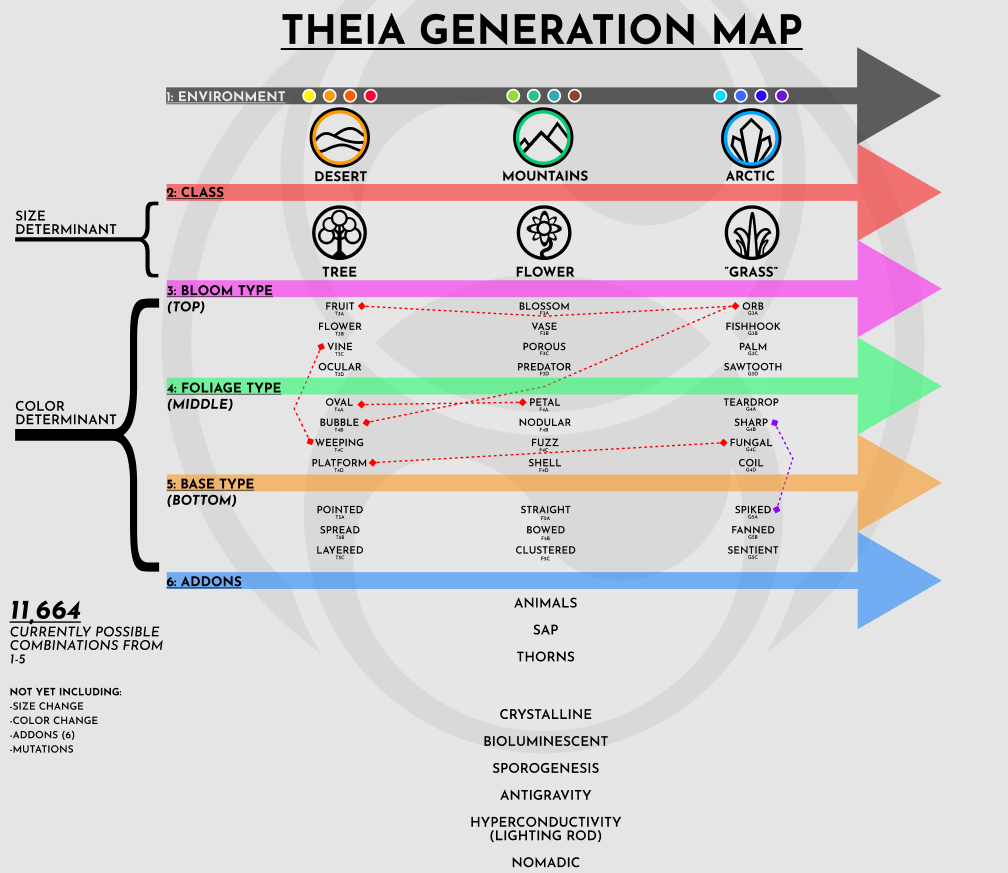 THEIA GENERATION MAP
1: ENVIRONMENT
DESERT
MOUNTAINS
ARCTIC
2: CLASS
SIZE
DETERMINANT
TREE
FLOWER
"GRASS"
3: BLOOM TYPE
(TOP)
FRUIT
T3A
BLOSSOM
F3A
ORB
G3A
FLOWER
T3B
VASE
F3B
FISHHOOK
G3B
VINE
T3C
POROUS
F3C
PALM
G3C
OCULAR
T3D
PREDATOR
F3D
SAWTOOTH
G3D
4: FOLIAGE TYPE
(MIDDLE)
COLOR
DETERMINANT
OVAL
T4A
PETAL
F4A
TEARDROP
G4A
BUBBLE
T4B
NODULAR
F4B
SHARP
G4B
WEEPING
T4C
FUZZ
F4C
FUNGAL
G4C
PLATFORM
T4D
SHELL
F4D
COIL
G4D
5: BASE TYPE
(BOTTOM)
POINTED
T5A
STRAIGHT
F5A
SPIKED
G5A
SPREAD
T5B
BOWED
F5B
FANNED
G5B
LAYERED
T5C
CLUSTERED
F5C
SENTIENT
G5C
6: ADDONS
ANIMALS
SAP
THORNS
CRYSTALLINE
BIOLUMINESCENT
SPOROGENESIS
ANTIGRAVITY
HYPERCONDUCTIVITY
(LIGHTING ROD)
NOMADIC
11,664
CURRENTLY POSSIBLE
COMBINATIONS FROM
1-5
NOT YET INCLUDING:
-SIZE CHANGE
-COLOR CHANGE
-ADDONS (6)
-MUTATIONS